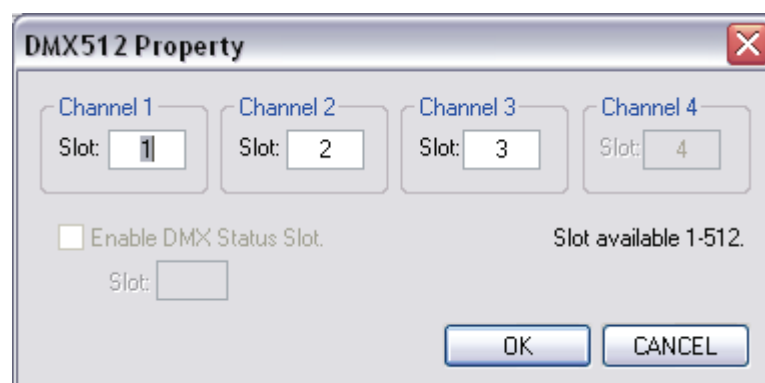 DMX512 Property
Channel 1 Channel 2 Channel 3 Channel 4
Slot: 1 Slot: 2 Slot: 3 Slot: 4
Enable DMX Status Slot. Slot available 1-512.
Slot:
OK CANCEL